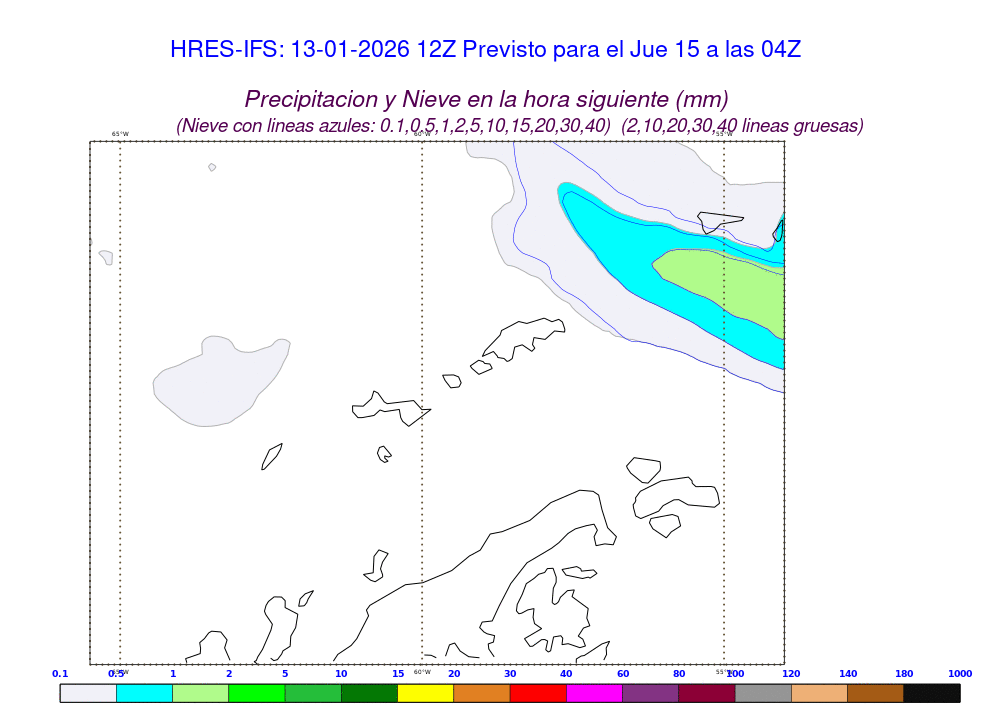 HRES-IFS: 13-01-2026 12Z Previsto para el Jue 15 a las 04Z
Precipitacion y Nieve en la hora siguiente (mm)
(Nieve con lineas azules: 0.1,0.5,1,2,5,10,15,20,30,40)  (2,10,20,30,40 lineas gruesas)
65°W 60°W 55°W
65°W 60°W 55°W
0.1 0.5 1 2 5 10 15 20 30 40 60 80 100 120 140 180 1000